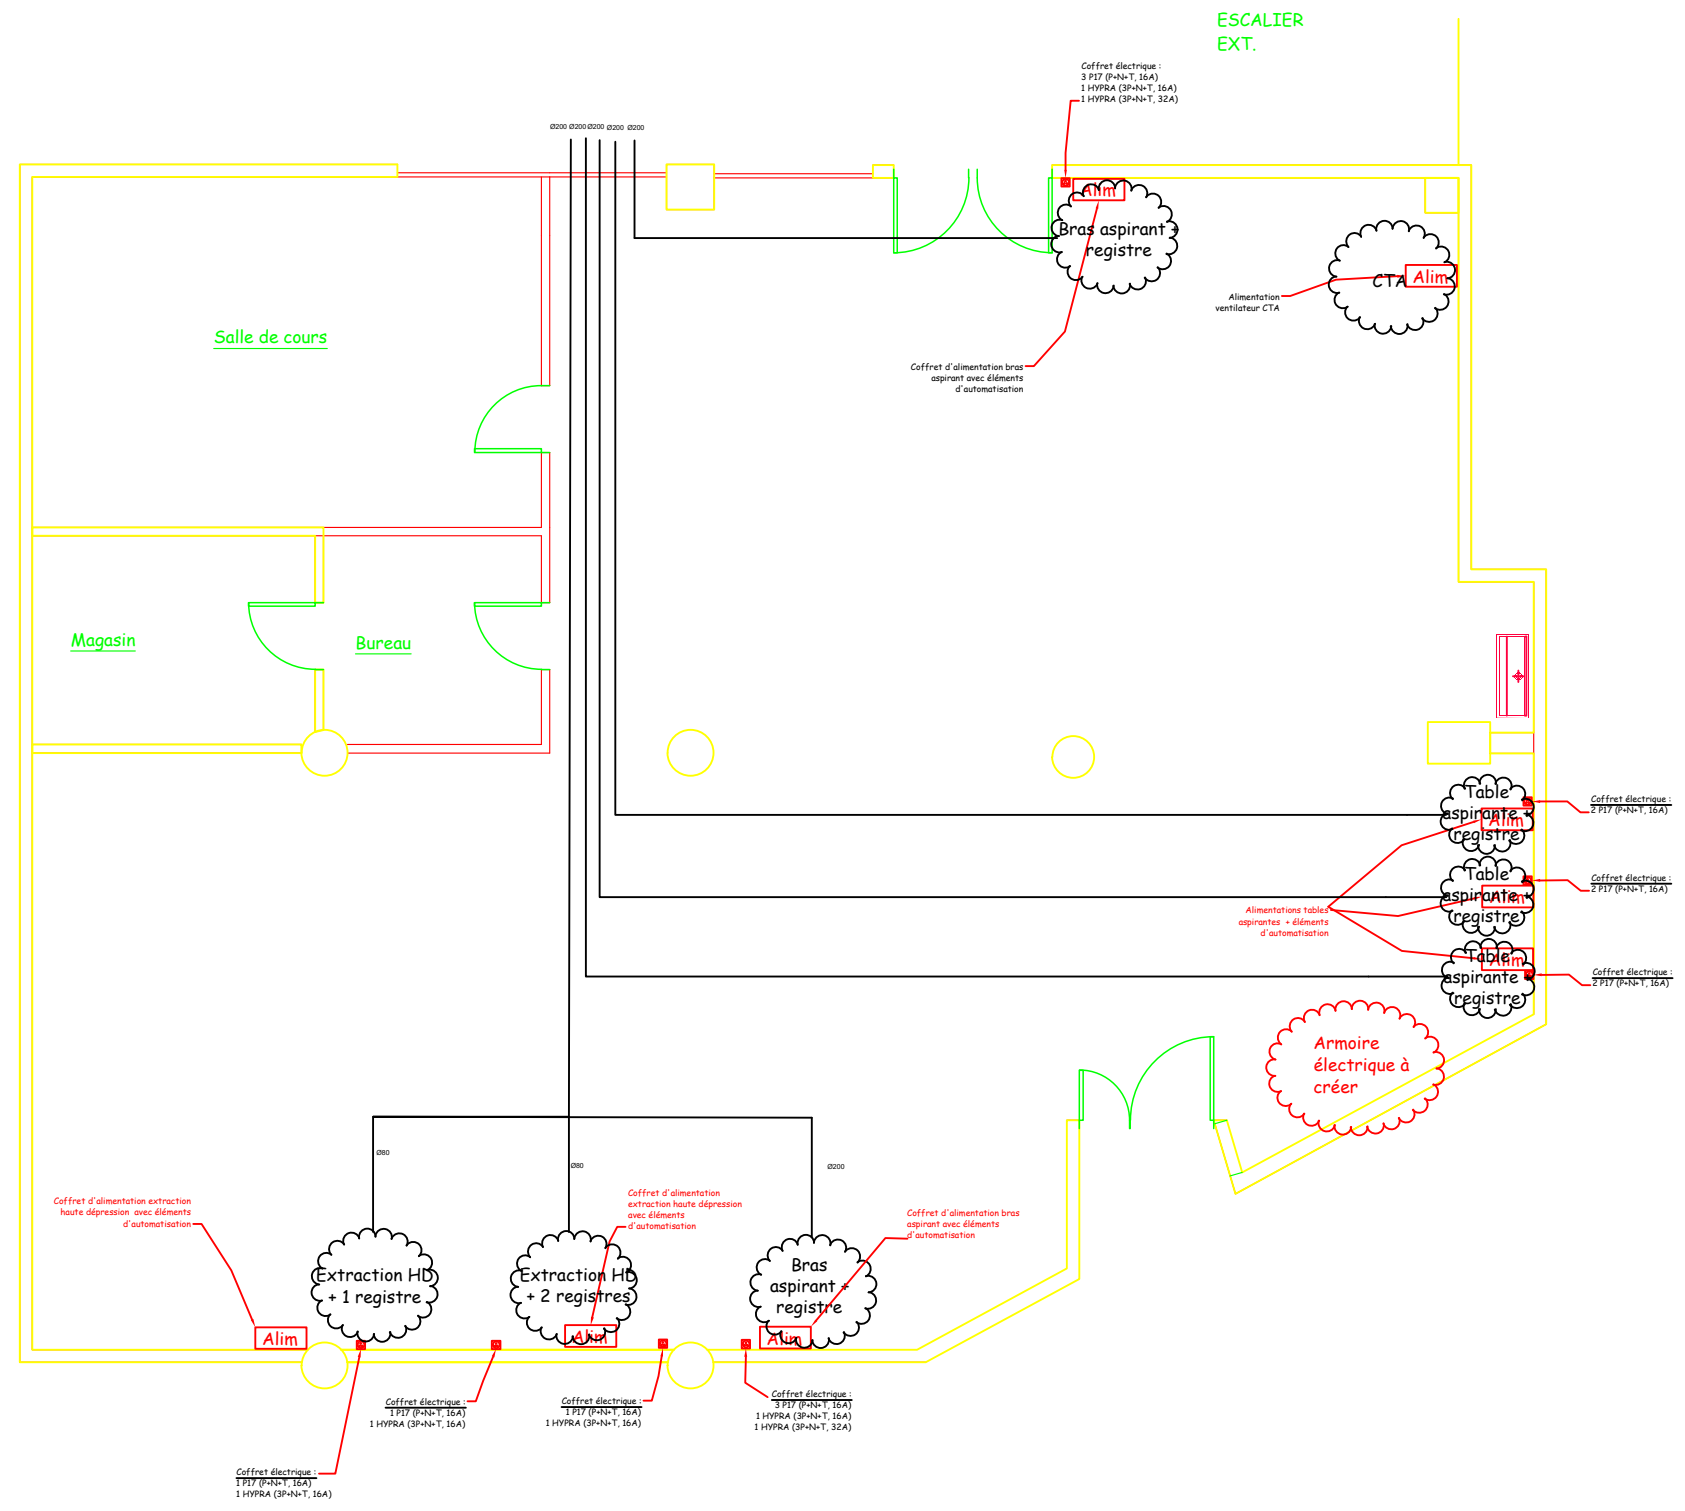 ESCALIER
EXT.
Coffret électrique :
3 P17 (P+N+T, 16A)
1 HYPRA (3P+N+T, 16A)
1 HYPRA (3P+N+T, 32A)
Ø200 Ø200 Ø200 Ø200 Ø200
Alim
Bras aspirant +
registre
CTA
Alim
Alimentation
ventilateur CTA
Salle de cours
Coffret d'alimentation bras
aspirant avec éléments
d'automatisation
Magasin
Bureau
Table
aspirante +
registre
Alim
Coffret électrique :
2 P17 (P+N+T, 16A)
Table
aspirante +
registre
Alim
Coffret électrique :
2 P17 (P+N+T, 16A)
Alimentations tables
aspirantes + éléments
d'automatisation
Table
aspirante +
registre
Alim
Coffret électrique :
2 P17 (P+N+T, 16A)
Armoire
électrique à
créer
Ø80
Ø80
Ø200
Coffret d'alimentation extraction
haute dépression avec éléments
d'automatisation
Coffret d'alimentation
extraction haute dépression
avec éléments
d'automatisation
Coffret d'alimentation bras
aspirant avec éléments
d'automatisation
Extraction HD
+ 1 registre
Extraction HD
+ 2 registres
Bras
aspirant +
registre
Alim
Alim
Alim
Coffret électrique :
1 P17 (P+N+T, 16A)
1 HYPRA (3P+N+T, 16A)
Coffret électrique :
1 P17 (P+N+T, 16A)
1 HYPRA (3P+N+T, 16A)
Coffret électrique :
3 P17 (P+N+T, 16A)
1 HYPRA (3P+N+T, 16A)
1 HYPRA (3P+N+T, 32A)
Coffret électrique :
1 P17 (P+N+T, 16A)
1 HYPRA (3P+N+T, 16A)